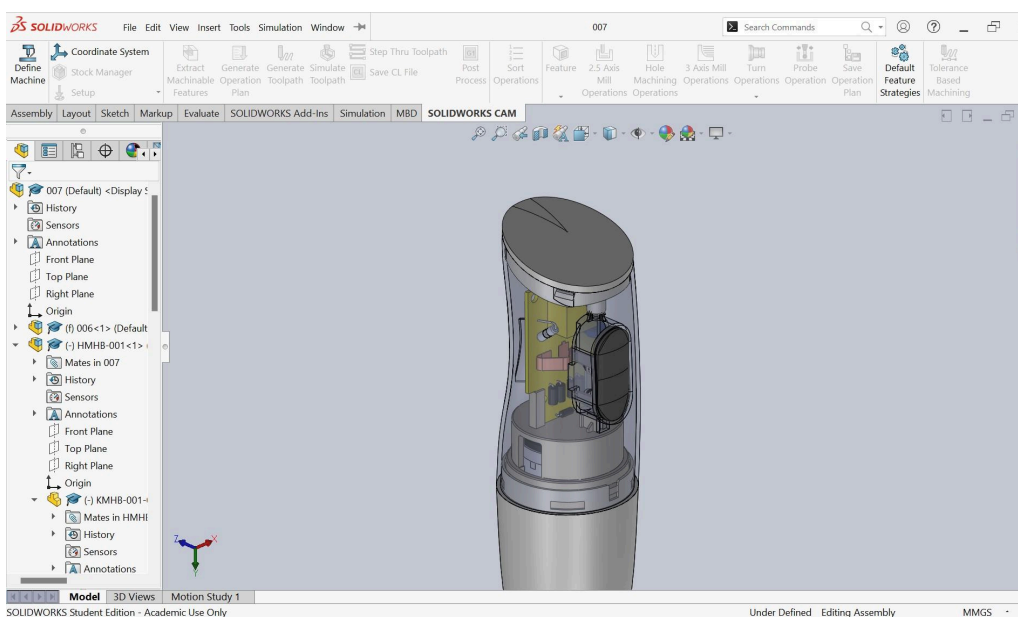 SOLIDWORKS File Edit View Insert Tools Simulation Window 007 Search Commands
Define Machine
Coordinate System
Stock Manager
Setup
Extract Machinable Features
Generate Operation Plan
Generate Toolpath
Simulate Toolpath
Step Thru Toolpath
Save CL File
Post Process
Sort Operations
Feature
2.5 Axis Mill Operations
Hole Machining Operations
3 Axis Mill Operations
Turn Operations
Probe Operation
Save Operation Plan
Default Feature Strategies
Tolerance Based Machining
Assembly Layout Sketch Markup Evaluate SOLIDWORKS Add-Ins Simulation MBD SOLIDWORKS CAM
007 (Default) <Display S
History
Sensors
Annotations
Front Plane
Top Plane
Right Plane
Origin
(f) 006<1> (Default
(-) HMHB-001<1>
Mates in 007
History
Sensors
Annotations
Front Plane
Top Plane
Right Plane
Origin
(-) KMHB-001-
Mates in HMHE
History
Sensors
Annotations
Z X
Y
Model 3D Views Motion Study 1
SOLIDWORKS Student Edition - Academic Use Only Under Defined Editing Assembly MMGS